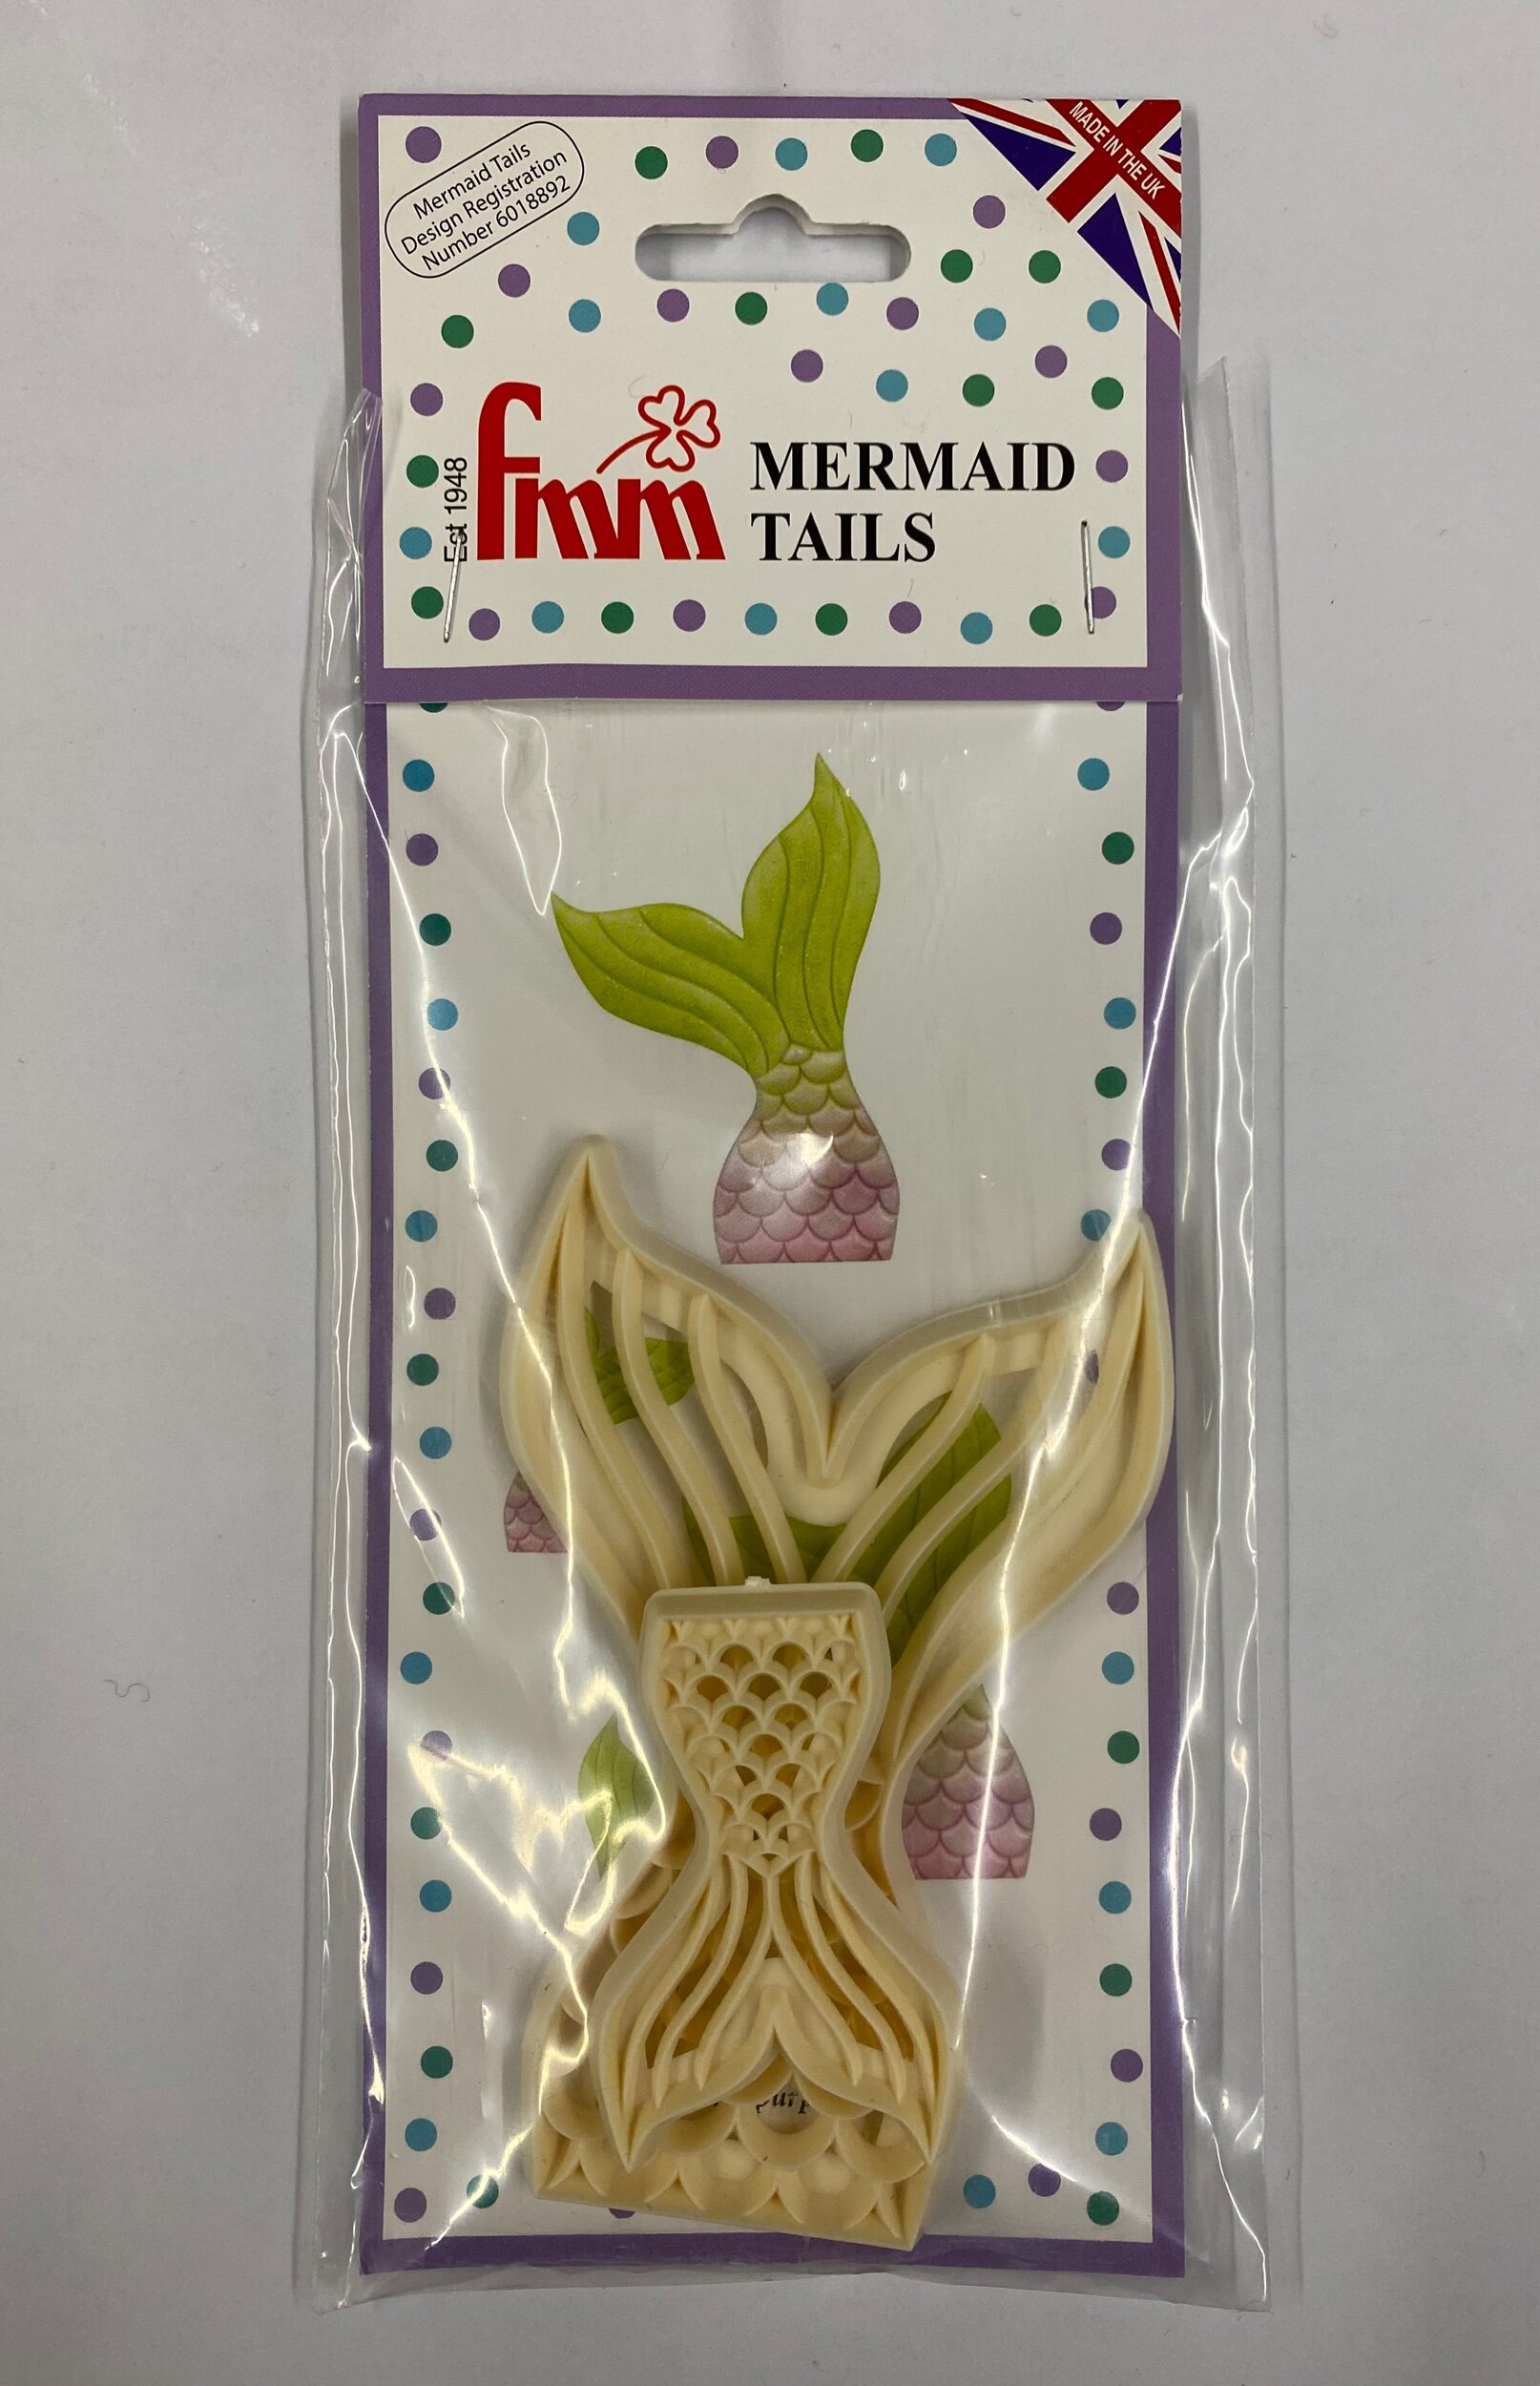 Mermaid Tails
Design Registration
Number 6018892
MADE IN THE UK
Est 1948
fmm
MERMAID
TAILS